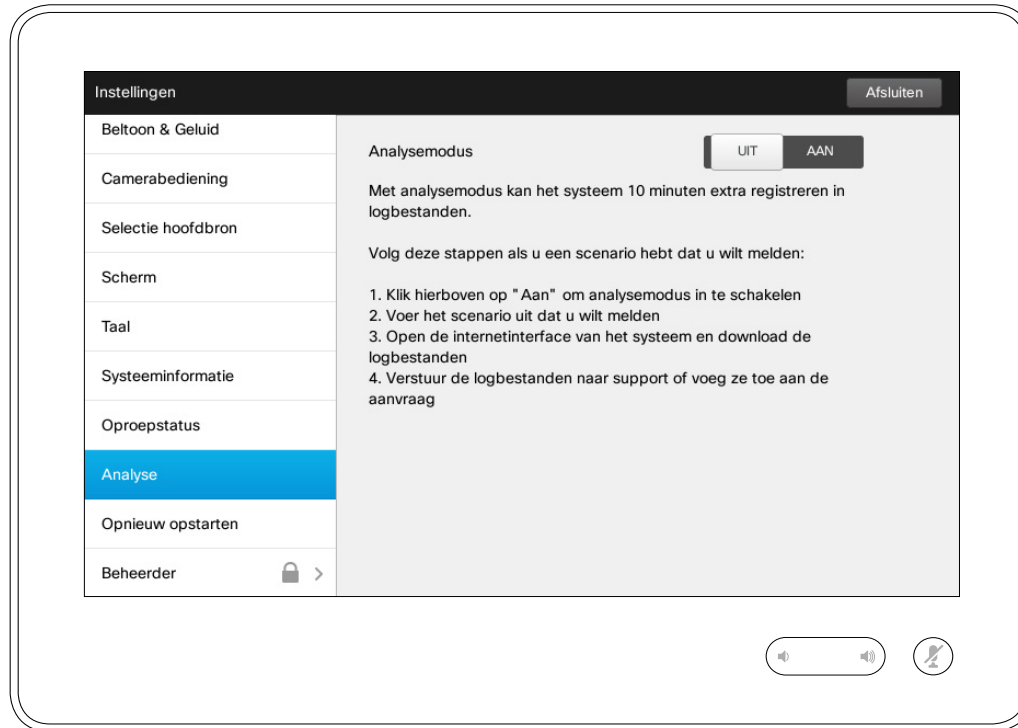 Instellingen
Afsluiten
Beltoon & Geluid
Camerabediening
Selectie hoofdbron
Scherm
Taal
Systeeminformatie
Oproepstatus
Analyse
Opnieuw opstarten
Beheerder
Analysemodus
UIT
AAN
Met analysemodus kan het systeem 10 minuten extra registreren in
logbestanden.
Volg deze stappen als u een scenario hebt dat u wilt melden:
1. Klik hierboven op "Aan" om analysemodus in te schakelen
2. Voer het scenario uit dat u wilt melden
3. Open de internetinterface van het systeem en download de
logbestanden
4. Verstuur de logbestanden naar support of voeg ze toe aan de
aanvraag